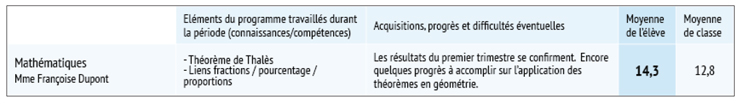 Eléments du programme travaillés durant
la période (connaissances/compétences)
Acquisitions, progrès et difficultés éventuelles
Moyenne
de l'élève
Moyenne
de classe
Mathématiques
Mme Françoise Dupont
- Théorème de Thalès
- Liens fractions / pourcentage /
proportions
Les résultats du premier trimestre se confirment. Encore
quelques progrès à accomplir sur l'application des
théorèmes en géométrie.
14,3
12,8